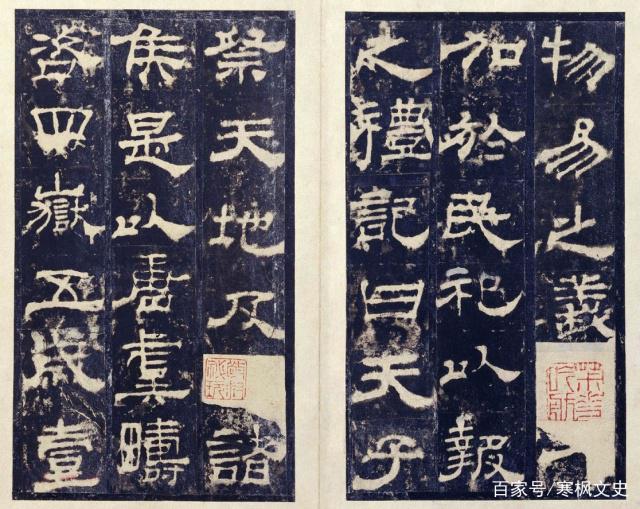 物易之義
加於民祀以報
之禮記曰天子
祭天地及諸
侯是以唐虞疇
咨四嶽五歲壹
百家号/寒枫文史